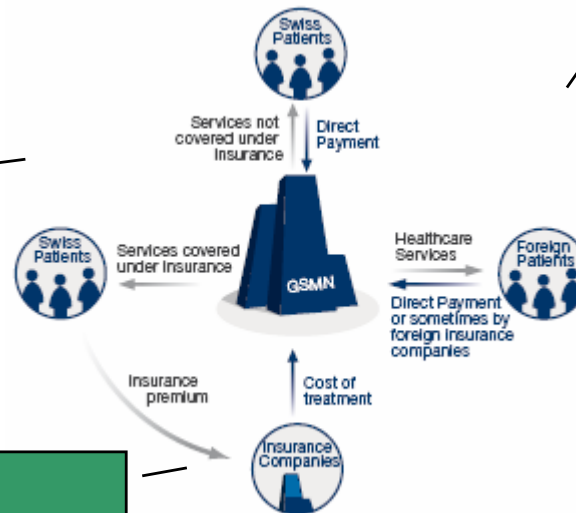 Swiss
Patients
Services not
covered under
Insurance
Direct
Payment
Swiss
Patients
Services covered
under Insurance
GSMN
Healthcare
Services
Foreign
Patients
Direct Payment
or sometimes by
foreign insurance
companies
Insurance
premium
Cost of
treatment
Insurance
Companies